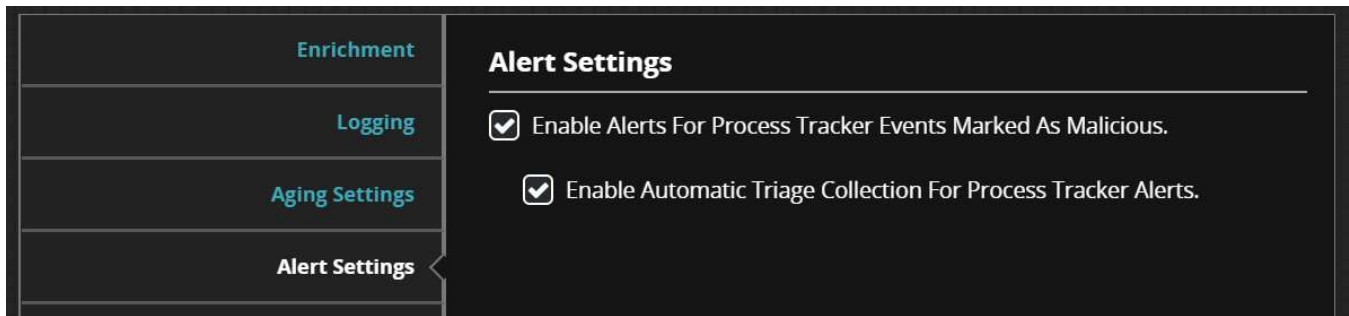 Enrichment
Logging
Aging Settings
Alert Settings
Alert Settings
Enable Alerts For Process Tracker Events Marked As Malicious.
Enable Automatic Triage Collection For Process Tracker Alerts.